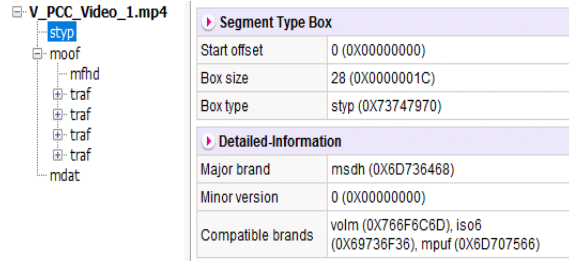 V_PCC_Video_1.mp4
styp
moof
mfhd
traf
traf
traf
traf
mdat
Segment Type Box
Start offset 0 (0X00000000)
Box size 28 (0X0000001C)
Box type styp (0X73747970)
Detailed-Information
Major brand msdh (0X6D736468)
Minor version 0 (0X00000000)
Compatible brands volm (0X766F6C6D), iso6
(0X69736F36), mpuf (0X6D707566)